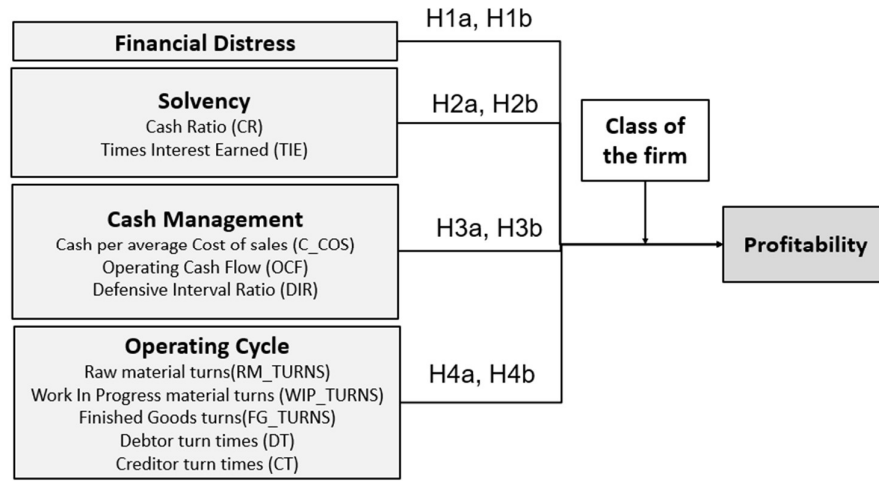 Financial Distress
H1a, H1b
Solvency
Cash Ratio (CR)
Times Interest Earned (TIE)
H2a, H2b
Class of
the firm
Cash Management
Cash per average Cost of sales (C_COS)
Operating Cash Flow (OCF)
Defensive Interval Ratio (DIR)
H3a, H3b
Profitability
Operating Cycle
Raw material turns(RM_TURNS)
Work In Progress material turns (WIP_TURNS)
Finished Goods turns(FG_TURNS)
Debtor turn times (DT)
Creditor turn times (CT)
H4a, H4b